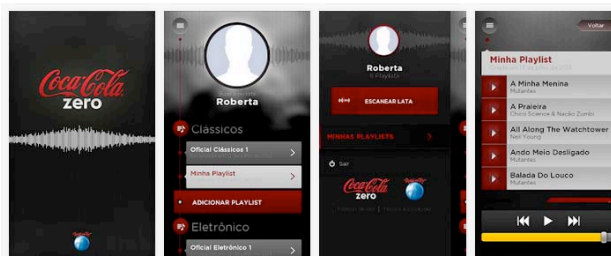 Coca-Cola
zero
Roberta
Clássicos
Oficial Clássicos 1
Minha Playlist
ADICIONAR PLAYLIST
Eletrônico
Oficial Eletrônico 1
Roberta
8 Playlists
ESCANEAR LATA
MINHAS PLAYLISTS
Sair
Coca-Cola
zero
Voltar
Minha Playlist
A Minha Menina
Mutantes
A Praieira
Chico Science & Nação Zumbi
All Along The Watchtower
Neil Young
Ando Meio Desligado
Mutantes
Balada Do Louco
Mutantes